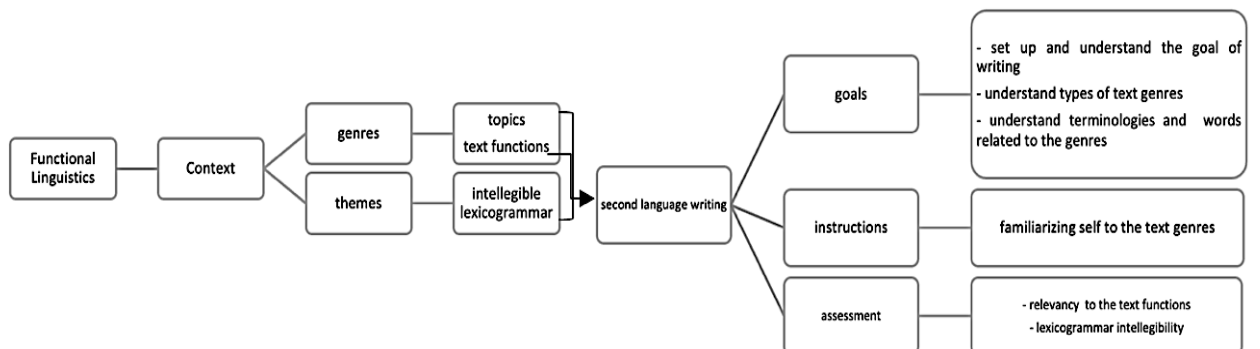 Functional
Linguistics
Context
genres
themes
topics
text functions
intellegible
lexicogrammar
second language writing
goals
- set up and understand the goal of
writing
- understand types of text genres
- understand terminologies and words
related to the genres
instructions
familiarizing self to the text genres
assessment
- relevancy to the text functions
- lexicogrammar intellegibility